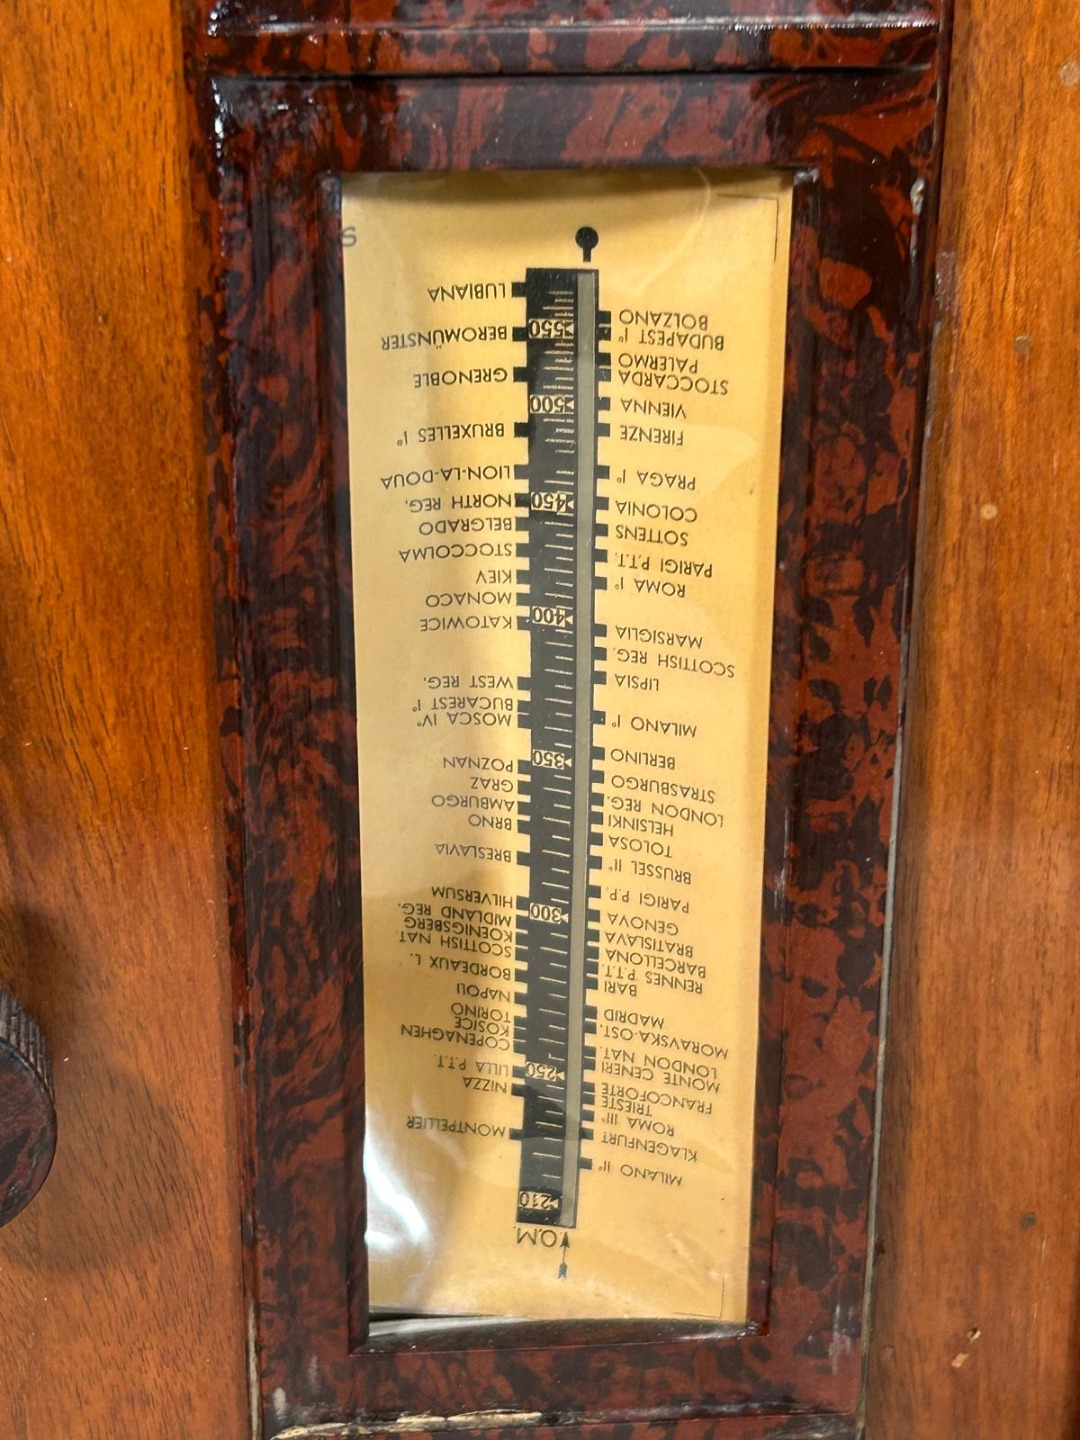 O.M.
MILANO II°
KLAGENFURT
ROMA III°
TRIESTE
FRANCOFORTE
MONTE CENERI
LONDON NAT.
MORAVSKA-OST.
MADRID
BARI
RENNES P.T.T.
BARCELLONA
BRATISLAVA
GENOVA
PARIGI P.P.
BRUSSEL II°
TOLOSA
HELSINKI
LONDON REG.
STRASBURGO
BERLINO
MILANO I°
LIPSIA
SCOTTISH REG.
MARSIGLIA
ROMA I°
PARIGI P.T.T.
SOTTENS
COLONIA
PRAGA I°
FIRENZE
VIENNA
STOCCARDA
PALERMO
BUDAPEST I°
BOLZANO
210
250
300
350
400
450
500
550
MONTPELLIER
NIZZA
LILLA P.T.T.
COPENAGHEN
KOSICE
TORINO
NAPOLI
BORDEAUX L.
SCOTTISH NAT.
KOENIGSBERG
MIDLAND REG.
HILVERSUM
BRESLAVIA
BRNO
AMBURGO
GRAZ
POZNAN
MOSCA IV°
BUCAREST I°
WEST REG.
KATOWICE
MONACO
KIEV
STOCCOLMA
BELGRADO
NORTH REG.
LION-LA-DOUA
BRUXELLES I°
GRENOBLE
BEROMÜNSTER
LUBIANA